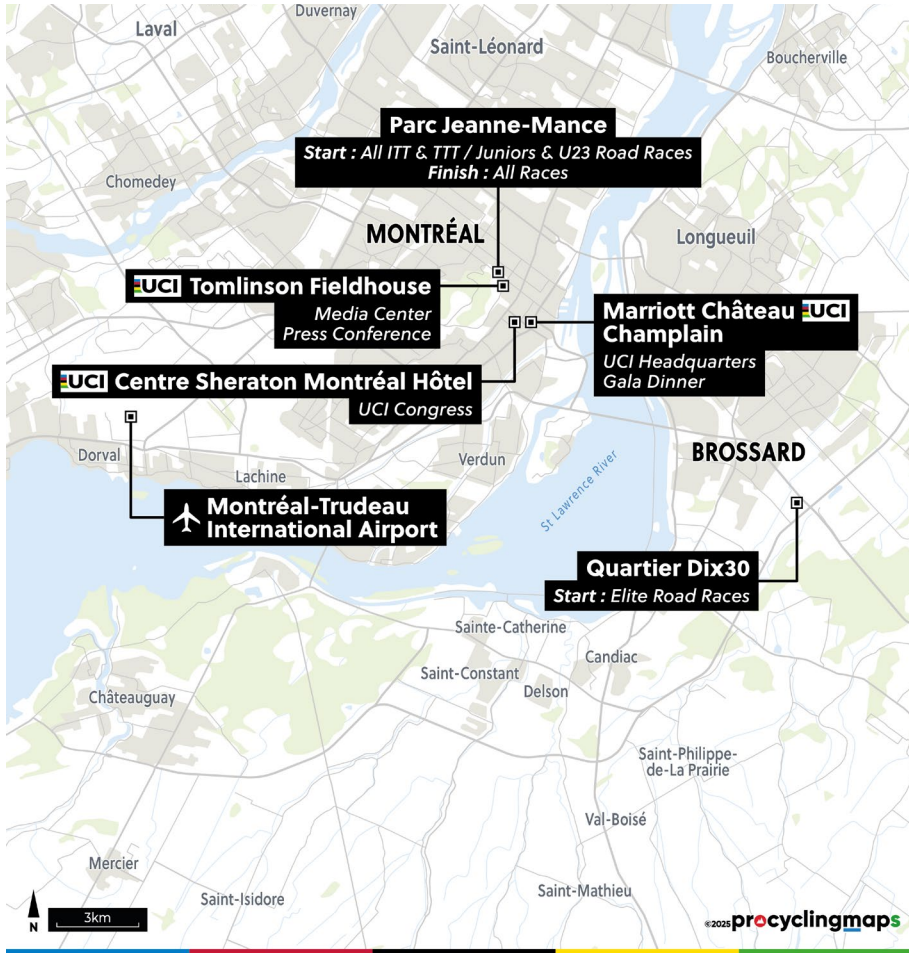 Duvernay
Laval
Saint-Léonard
Boucherville
Parc Jeanne-Mance
Start : All ITT & TTT / Juniors & U23 Road Races
Finish : All Races
Chomedey
MONTRÉAL
Longueuil
UCI Tomlinson Fieldhouse
Media Center
Press Conference
Marriott Château UCI
Champlain
UCI Headquarters
Gala Dinner
UCI Centre Sheraton Montréal Hôtel
UCI Congress
Dorval
Lachine
Verdun
BROSSARD
St Lawrence River
Montréal-Trudeau
International Airport
Quartier Dix30
Start : Elite Road Races
Sainte-Catherine
Saint-Constant
Candiac
Delson
Châteauguay
Saint-Philippe-
de-La Prairie
Val-Boisé
Mercier
Saint-Isidore
Saint-Mathieu
N
3km
©2025 procyclingmaps